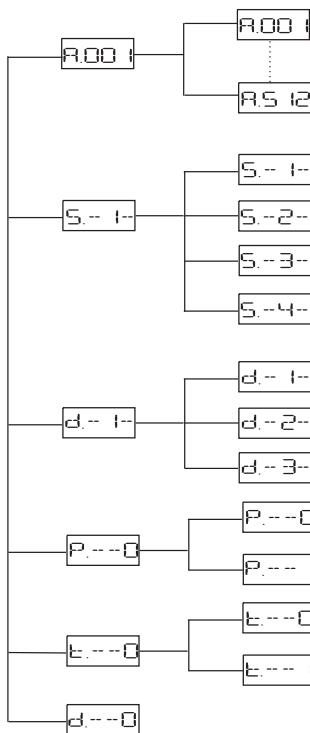 A.001
A.001
A.512
S.-1-
S.-1-
S.-2-
S.-3-
S.-4-
d.-1-
d.-1-
d.-2-
d.-3-
P.--0
P.--0
P.--
t.--0
t.--0
t.--
d.--0